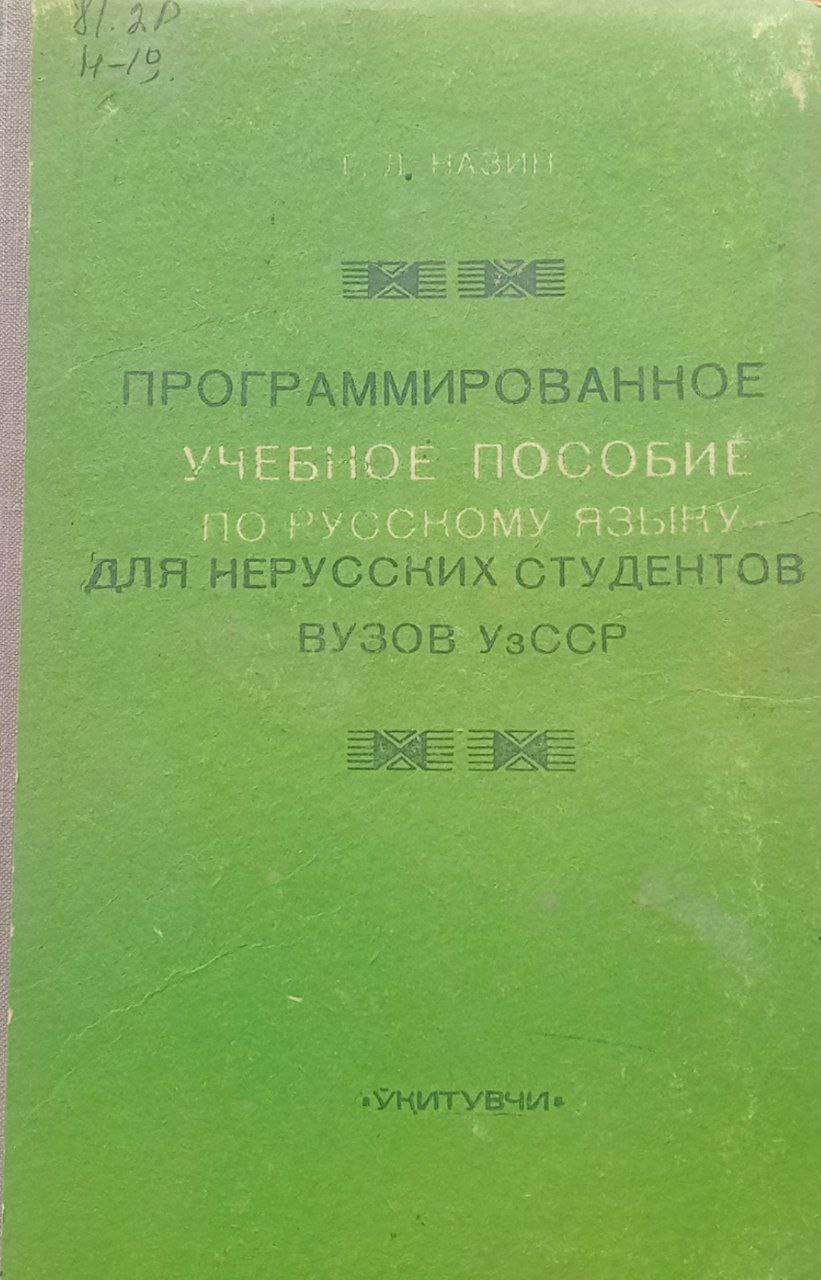 81.2Р
Н-19.
Г. Л. НАЗИН
ПРОГРАММИРОВАННОЕ
УЧЕБНОЕ ПОСОБИЕ
ПО РУССКОМУ ЯЗЫКУ
ДЛЯ НЕРУССКИХ СТУДЕНТОВ
ВУЗОВ УзССР
«ЎҚИТУВЧИ»